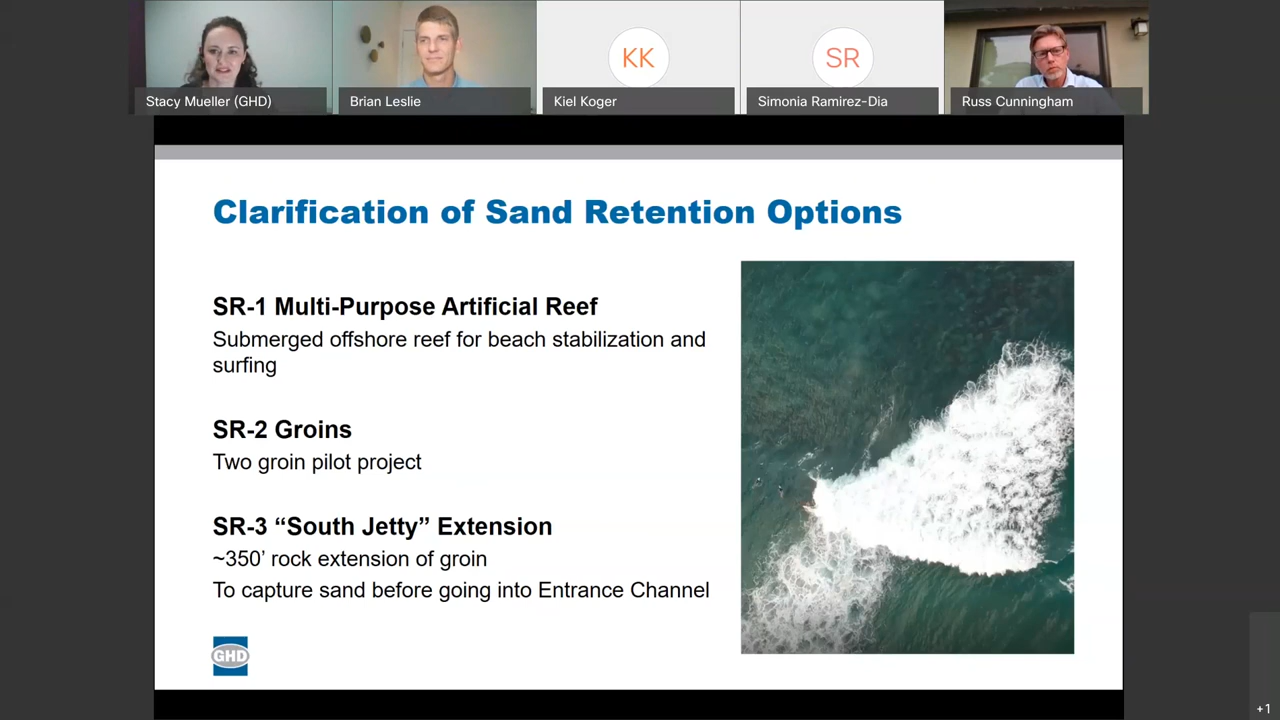 KK
SR
Stacy Mueller (GHD)
Brian Leslie
Kiel Koger
Simonia Ramirez-Dia
Russ Cunningham
Clarification of Sand Retention Options
SR-1 Multi-Purpose Artificial Reef
Submerged offshore reef for beach stabilization and
surfing
SR-2 Groins
Two groin pilot project
SR-3 “South Jetty” Extension
~350’ rock extension of groin
To capture sand before going into Entrance Channel
GHD
+1